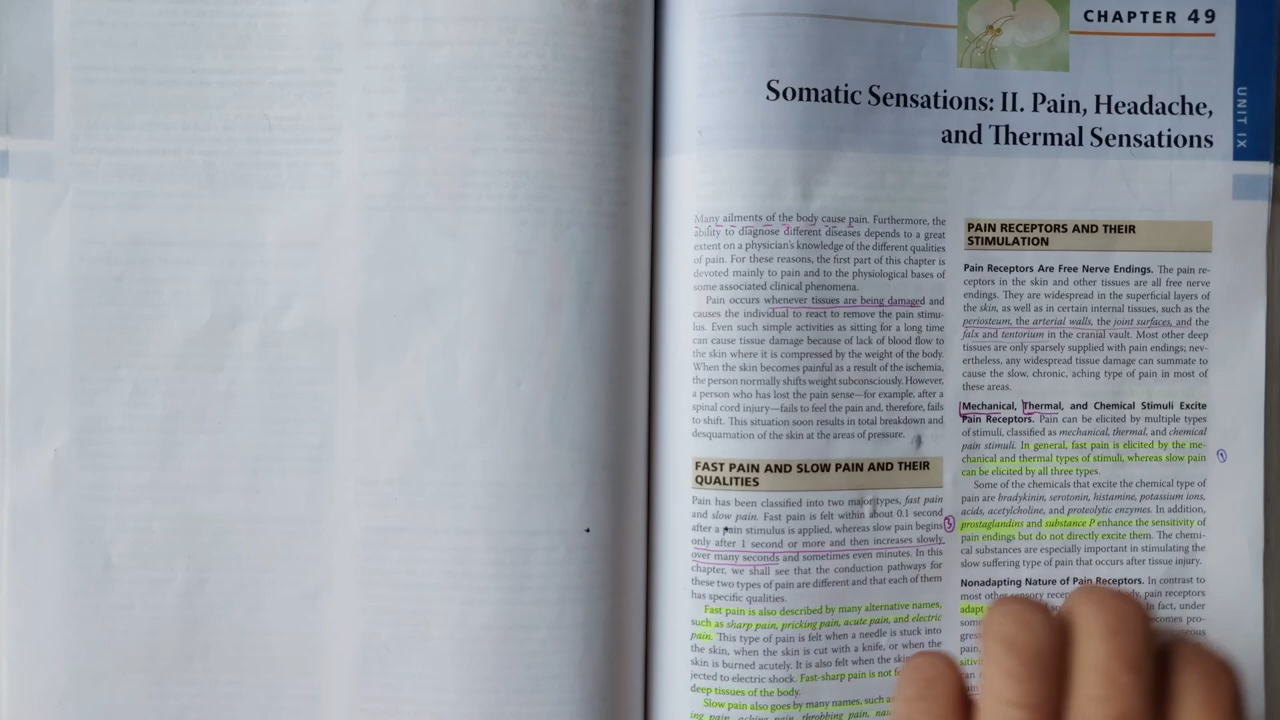 CHAPTER 49
UNIT IX
Somatic Sensations: II. Pain, Headache,
and Thermal Sensations
Many ailments of the body cause pain. Furthermore, the
ability to diagnose different diseases depends to a great
extent on a physician's knowledge of the different qualities
of pain. For these reasons, the first part of this chapter is
devoted mainly to pain and to the physiological bases of
some associated clinical phenomena.
Pain occurs whenever tissues are being damaged and
causes the individual to react to remove the pain stimu-
lus. Even such simple activities as sitting for a long time
can cause tissue damage because of lack of blood flow to
the skin where it is compressed by the weight of the body.
When the skin becomes painful as a result of the ischemia,
the person normally shifts weight subconsciously. However,
a person who has lost the pain sense—for example, after a
spinal cord injury—fails to feel the pain and, therefore, fails
to shift. This situation soon results in total breakdown and
desquamation of the skin at the areas of pressure.
FAST PAIN AND SLOW PAIN AND THEIR
QUALITIES
Pain has been classified into two major types, fast pain
and slow pain. Fast pain is felt within about 0.1 second
after a pain stimulus is applied, whereas slow pain begins
only after 1 second or more and then increases slowly
over many seconds and sometimes even minutes. In this
chapter, we shall see that the conduction pathways for
these two types of pain are different and that each of them
has specific qualities.
Fast pain is also described by many alternative names,
such as sharp pain, pricking pain, acute pain, and electric
pain. This type of pain is felt when a needle is stuck into
the skin, when the skin is cut with a knife, or when the
skin is burned acutely. It is also felt when the skin
jected to electric shock. Fast-sharp pain is not
deep tissues of the body.
Slow pain also goes by many names, such as
ing pain, aching pain, throbbing pain,
PAIN RECEPTORS AND THEIR
STIMULATION
Pain Receptors Are Free Nerve Endings. The pain re-
ceptors in the skin and other tissues are all free nerve
endings. They are widespread in the superficial layers of
the skin, as well as in certain internal tissues, such as the
periosteum, the arterial walls, the joint surfaces, and the
falx and tentorium in the cranial vault. Most other deep
tissues are only sparsely supplied with pain endings; nev-
ertheless, any widespread tissue damage can summate to
cause the slow, chronic, aching type of pain in most of
these areas.
Mechanical, Thermal, and Chemical Stimuli Excite
Pain Receptors. Pain can be elicited by multiple types
of stimuli, classified as mechanical, thermal, and chemical
pain stimuli. In general, fast pain is elicited by the me-
chanical and thermal types of stimuli, whereas slow pain
can be elicited by all three types.
1
Some of the chemicals that excite the chemical type of
pain are bradykinin, serotonin, histamine, potassium ions,
acids, acetylcholine, and proteolytic enzymes. In addition,
3 prostaglandins and substance P enhance the sensitivity of
pain endings but do not directly excite them. The chemi-
cal substances are especially important in stimulating the
slow suffering type of pain that occurs after tissue injury.
Nonadapting Nature of Pain Receptors. In contrast to
most other sensory body, pain receptors
adapt In fact, under
som ecomes pro-
gres
pain,
sitivi
can